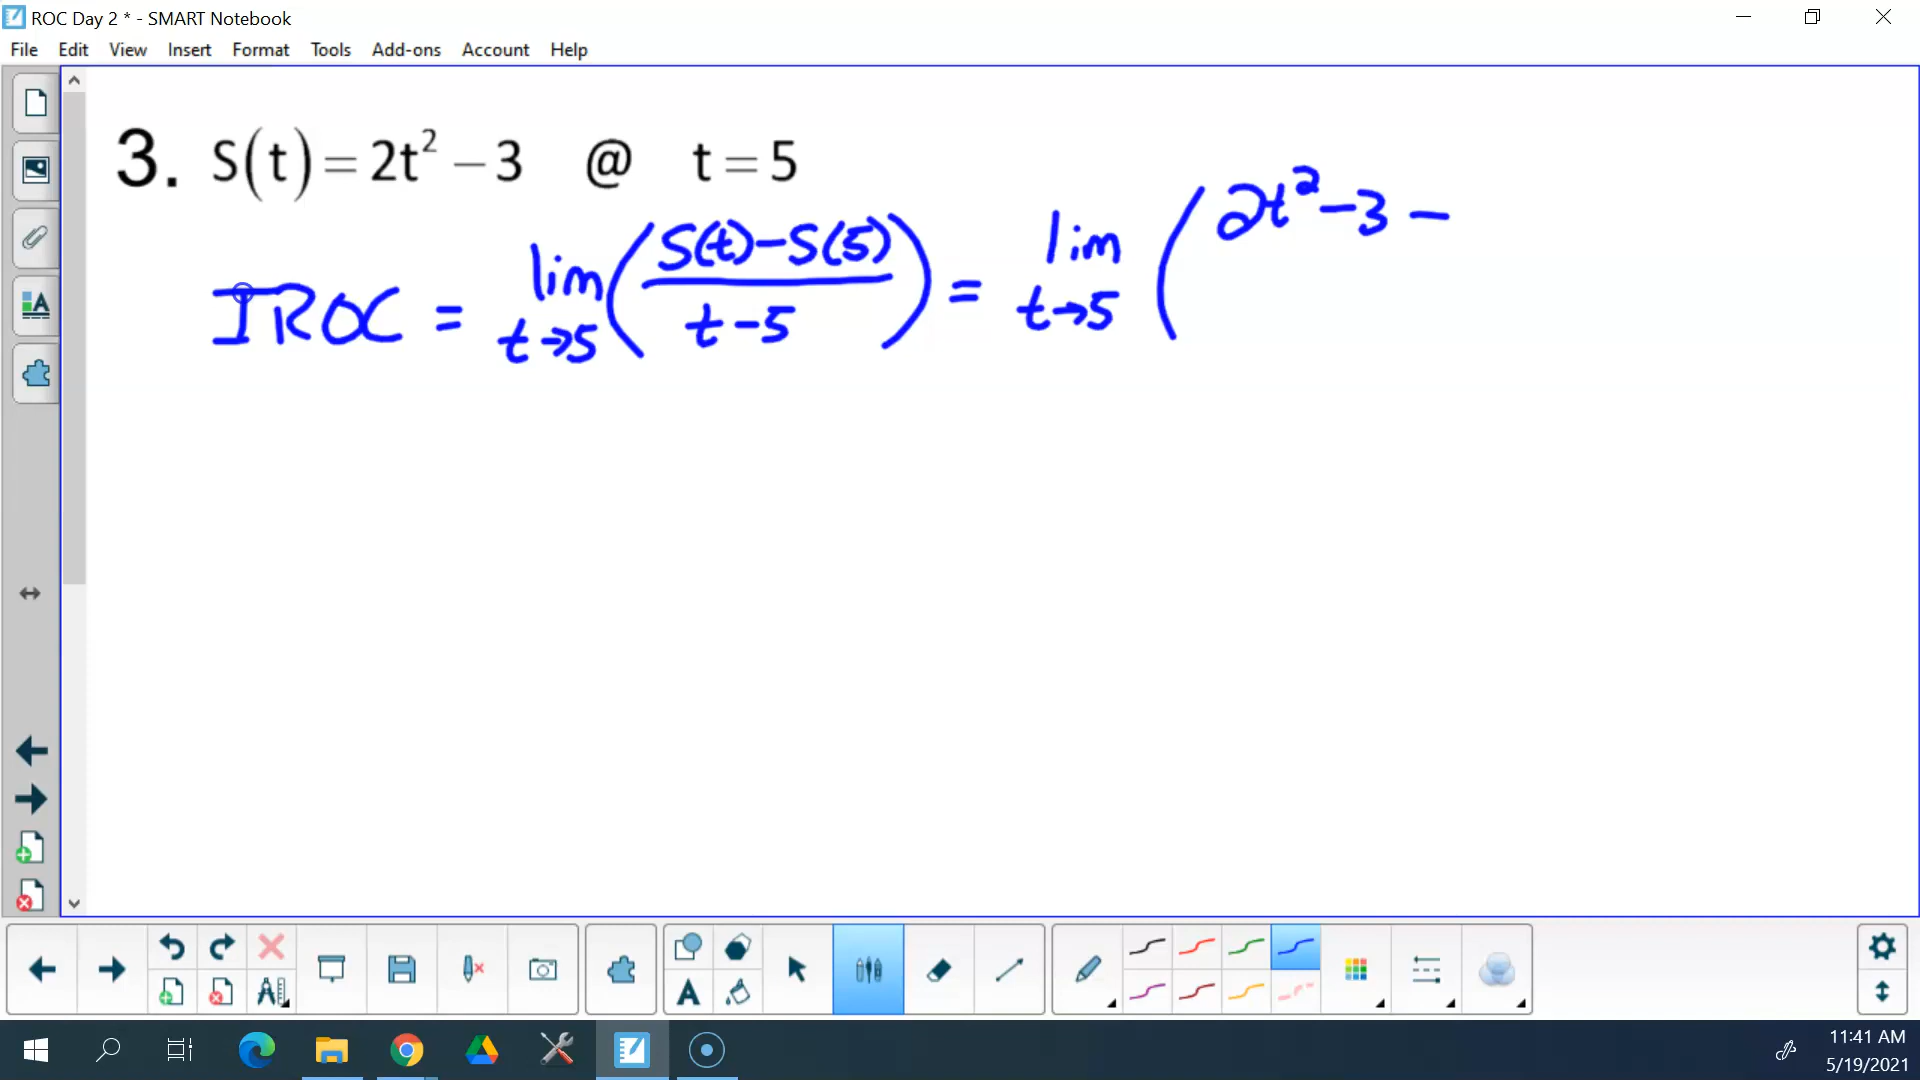 ROC Day 2 * - SMART Notebook
File Edit View Insert Format Tools Add-ons Account Help
3. S(t) = 2t² − 3 @ t = 5
IROC = lim t→5 ( S(t) − S(5) / t − 5 ) = lim t→5 ( 2t² − 3 −
11:41 AM
5/19/2021